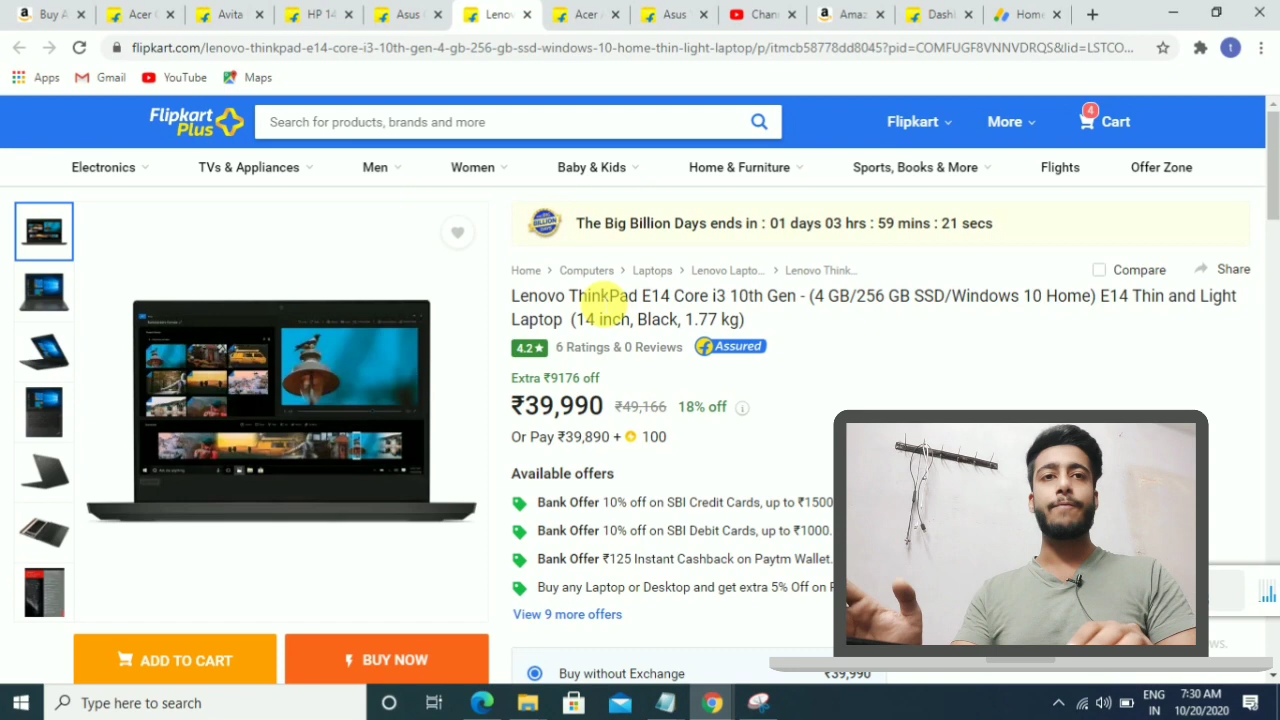 Buy A
Acer
Avita
HP 14
Asus
Lenov
Acer
Asus
Chan
Amaz
Dash
Home
flipkart.com/lenovo-thinkpad-e14-core-i3-10th-gen-4-gb-256-gb-ssd-windows-10-home-thin-light-laptop/p/itmcb58778dd8045?pid=COMFUGF8VNNVDRQS&lid=LSTCO...
t
Apps Gmail YouTube Maps
Flipkart
Plus
Search for products, brands and more
Flipkart More 4 Cart
Electronics TVs & Appliances Men Women Baby & Kids Home & Furniture Sports, Books & More Flights Offer Zone
The Big Billion Days ends in : 01 days 03 hrs : 59 mins : 21 secs
Home > Computers > Laptops > Lenovo Lapto... > Lenovo Think...
Compare Share
Lenovo ThinkPad E14 Core i3 10th Gen - (4 GB/256 GB SSD/Windows 10 Home) E14 Thin and Light
Laptop (14 inch, Black, 1.77 kg)
4.2★ 6 Ratings & 0 Reviews Assured
Extra ₹9176 off
₹39,990 ₹49,166 18% off
Or Pay ₹39,890 + 100
Available offers
Bank Offer 10% off on SBI Credit Cards, up to ₹1500
Bank Offer 10% off on SBI Debit Cards, up to ₹1000.
Bank Offer ₹125 Instant Cashback on Paytm Wallet.
Buy any Laptop or Desktop and get extra 5% Off on
View 9 more offers
ADD TO CART BUY NOW
Buy without Exchange ₹39,990
Type here to search
ENG
IN
7:30 AM
10/20/2020